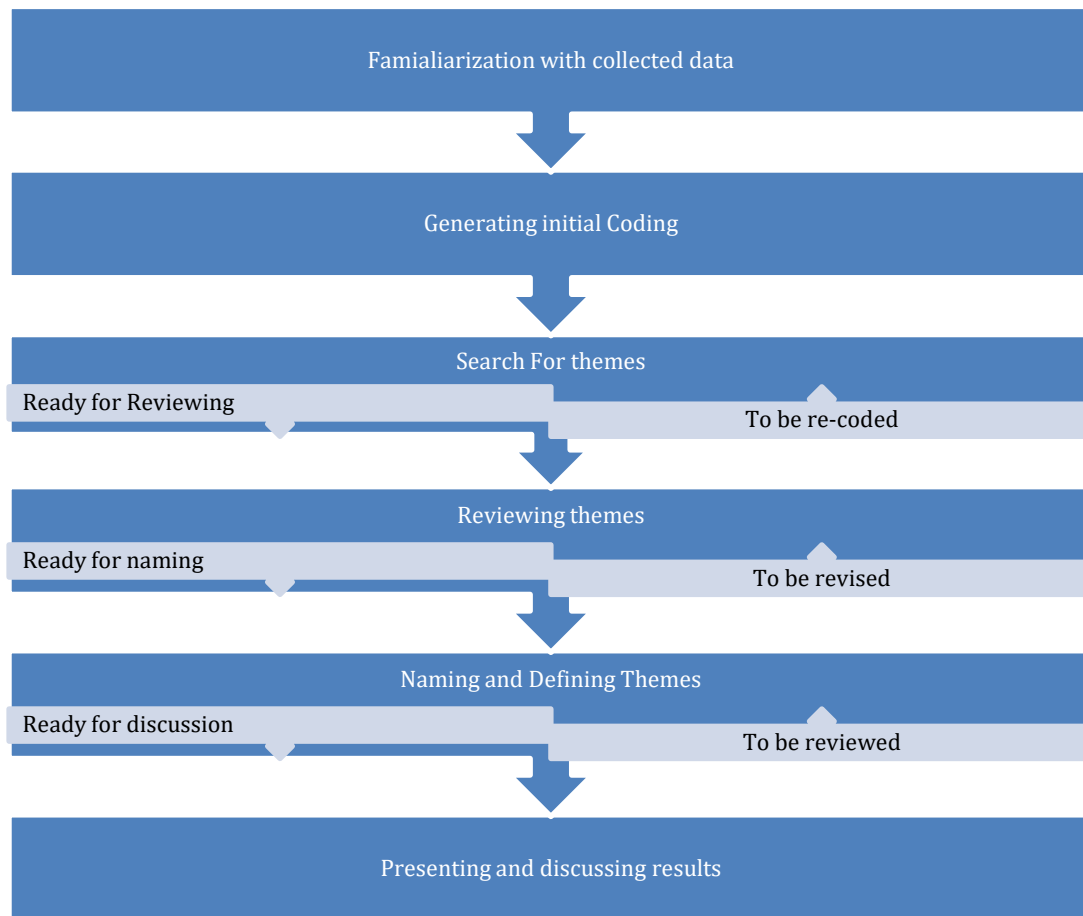 Famialiarization with collected data
Generating initial Coding
Search For themes
Ready for Reviewing
To be re-coded
Reviewing themes
Ready for naming
To be revised
Naming and Defining Themes
Ready for discussion
To be reviewed
Presenting and discussing results